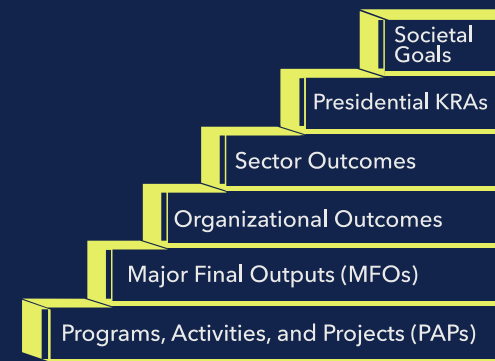 Societal
Goals
Presidential KRAs
Sector Outcomes
Organizational Outcomes
Major Final Outputs (MFOs)
Programs, Activities, and Projects (PAPs)